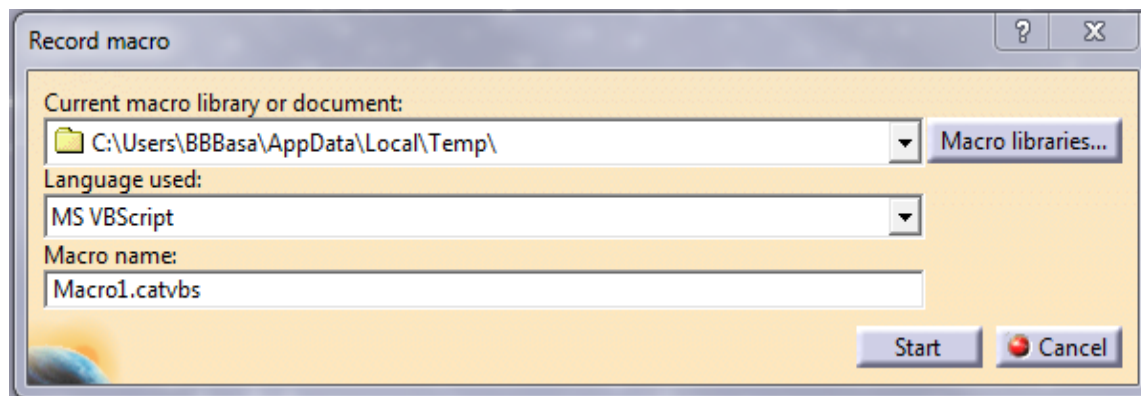 Record macro
Current macro library or document:
C:\Users\BBBasa\AppData\Local\Temp\
Macro libraries...
Language used:
MS VBScript
Macro name:
Macro1.catvbs
Start
Cancel